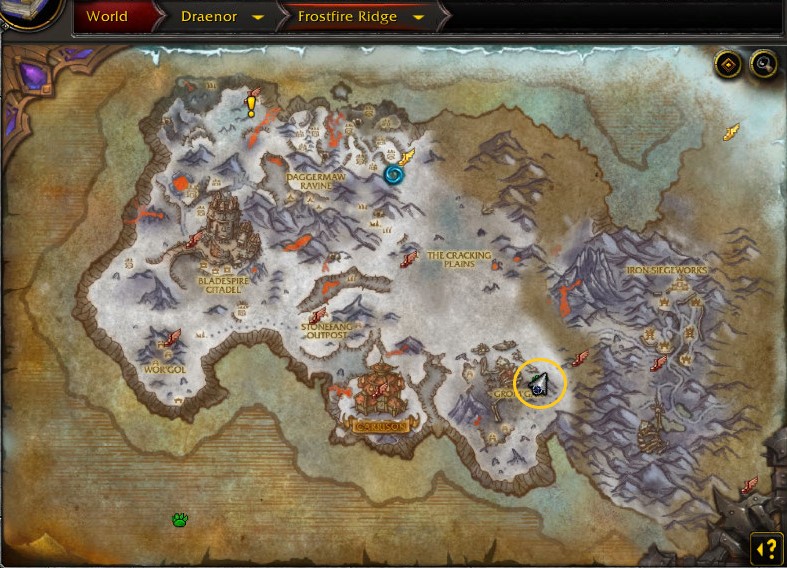 World
Draenor
Frostfire Ridge
DAGGERMAW
RAVINE
THE CRACKING
PLAINS
IRON SIEGEWORKS
BLADESPIRE
CITADEL
STONEFANG
OUTPOST
WOR'GOL
GARRISON
?